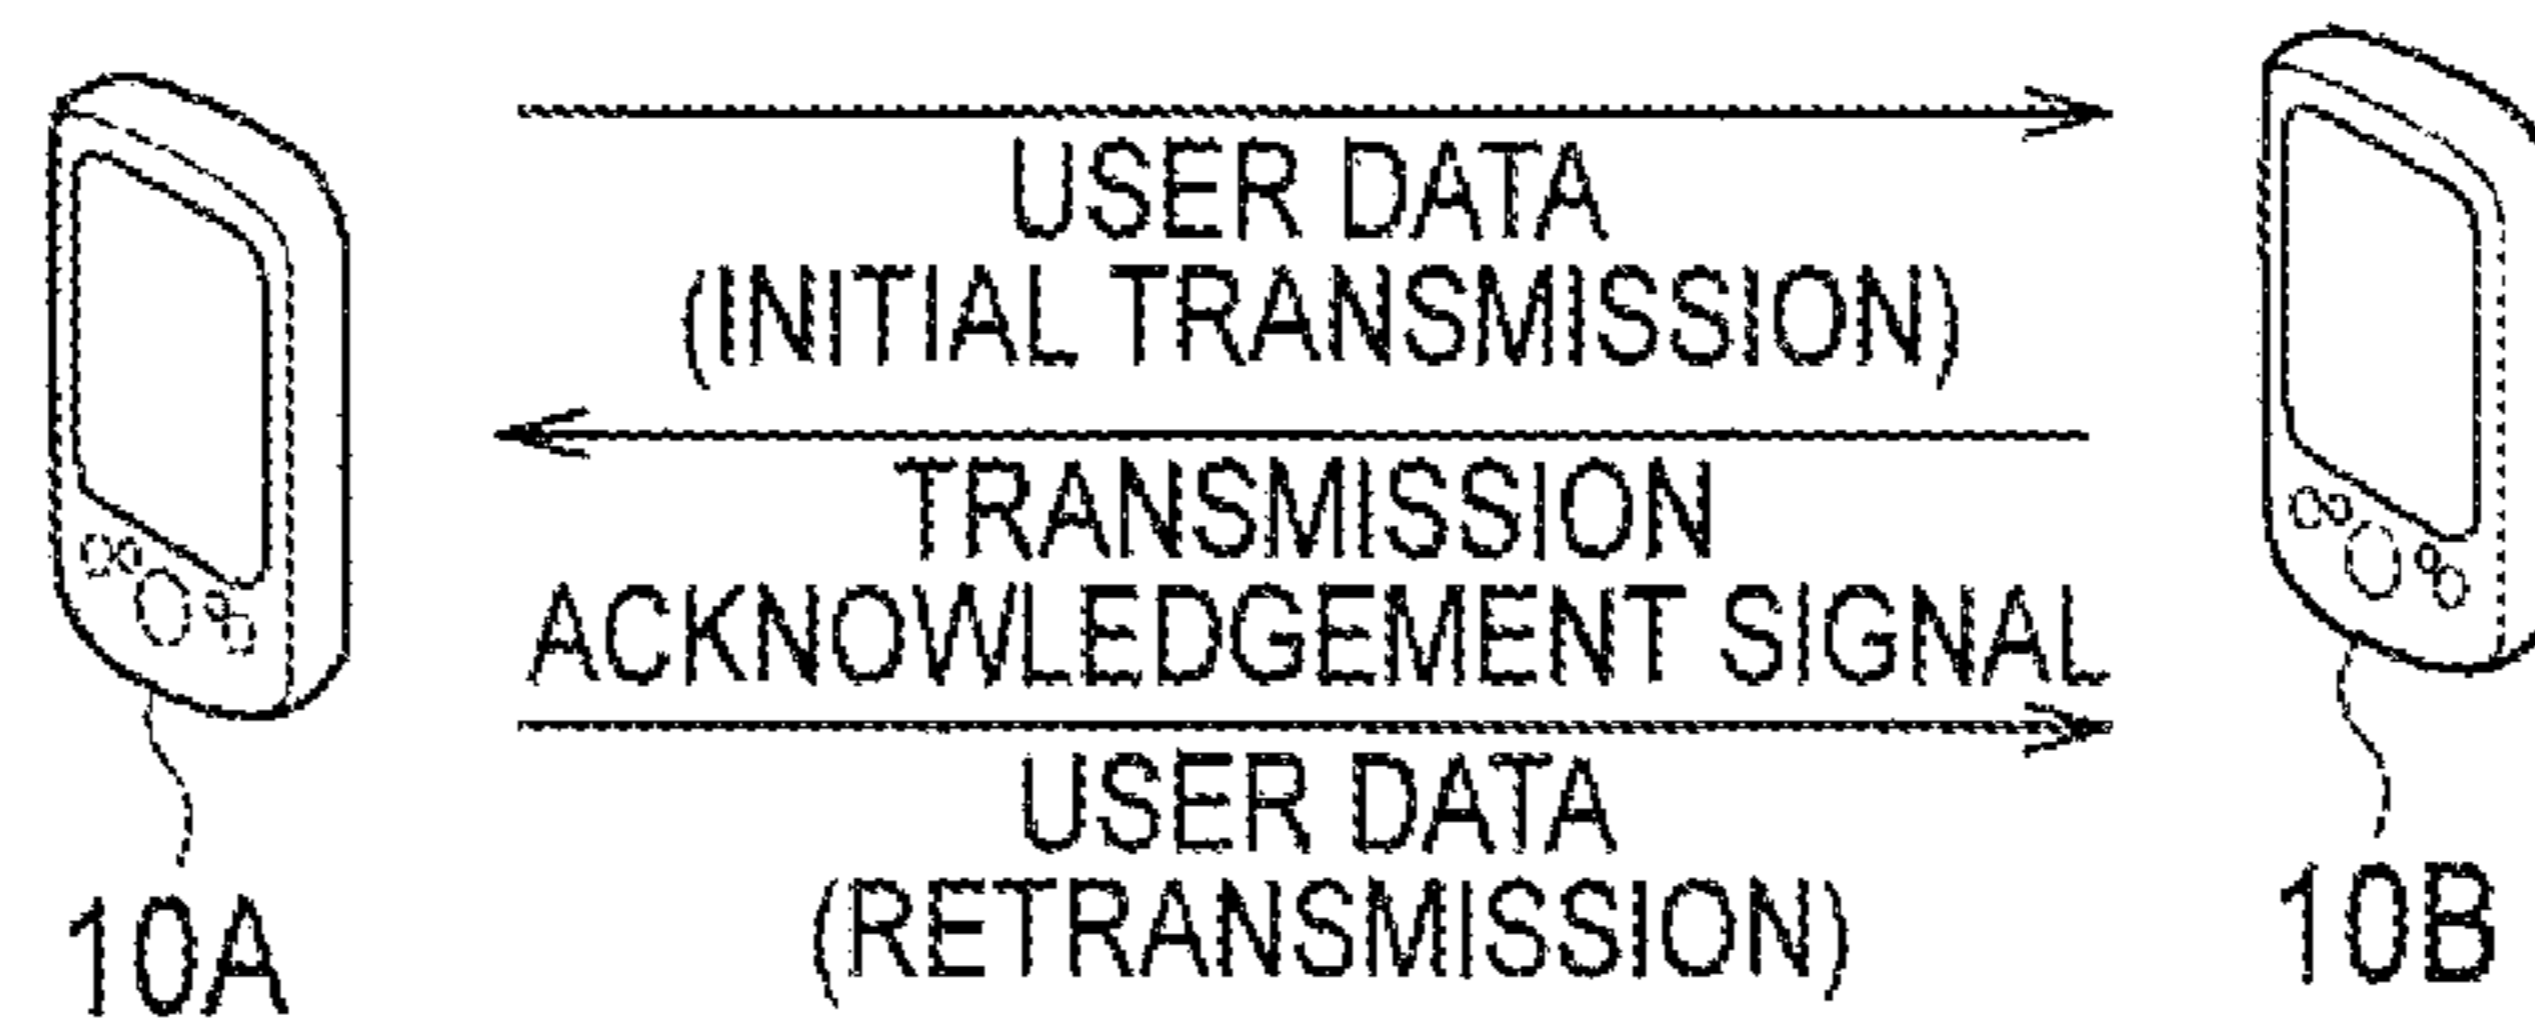 USER DATA
(INITIAL TRANSMISSION)
TRANSMISSION
ACKNOWLEDGEMENT SIGNAL
USER DATA
(RETRANSMISSION)
10A
10B